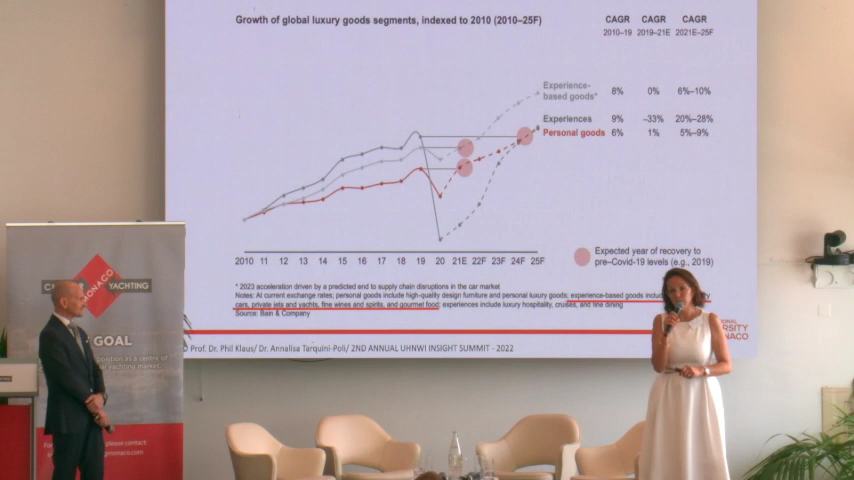 Growth of global luxury goods segments, indexed to 2010 (2010–25F)
CAGR CAGR CAGR
2010–19 2019–21E 2021E–25F
Experience-
based goods* 8% 0% 6%–10%
Experiences 9% –33% 20%–28%
Personal goods 6% 1% 5%–9%
2010 11 12 13 14 15 16 17 18 19 20 21E 22F 23F 24F 25F
Expected year of recovery to
pre–Covid-19 levels (e.g., 2019)
* 2023 acceleration driven by a predicted end to supply chain disruptions in the car market
Notes: At current exchange rates; personal goods include high-quality design furniture and personal luxury goods; experience-based goods
cars, private jets and yachts, fine wines and spirits, and gourmet food; experiences include luxury hospitality, cruises, and fine dining
Source: Bain & Company
Prof. Dr. Phil Klaus/ Dr. Annalisa Tarquini-Poli/ 2ND ANNUAL UHNWI INSIGHT SUMMIT - 2022
MONACO
YACHTING
GOAL
yachting market.
please contact: